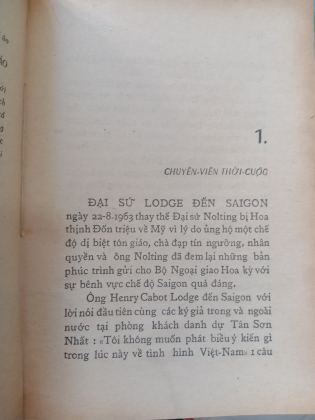 1.
CHUYÊN-VIÊN THỜI-CUỘC
ĐẠI SỨ LODGE ĐẾN SAIGON
ngày 22-8-1963 thay thế Đại sứ Nolting bị Hoa
thịnh Đốn triệu về Mỹ vì lý do ủng hộ một chế
độ dị biệt tôn giáo, chà đạp tín ngưỡng, nhân
quyền và ông Nolting đã đem lại những bản
phúc trình gửi cho Bộ Ngoại giao Hoa kỳ với
sự bênh vực chế độ Saigon quá đáng.
Ông Henry Cabot Lodge đến Saigon với
lời nói đầu tiên cùng các ký giả trong và ngoài
nước tại phòng khách danh dự Tân Sơn
Nhất : «Tôi không muốn phát biểu ý kiến gì
trong lúc này về tình hình Việt-Nam» 1 câu